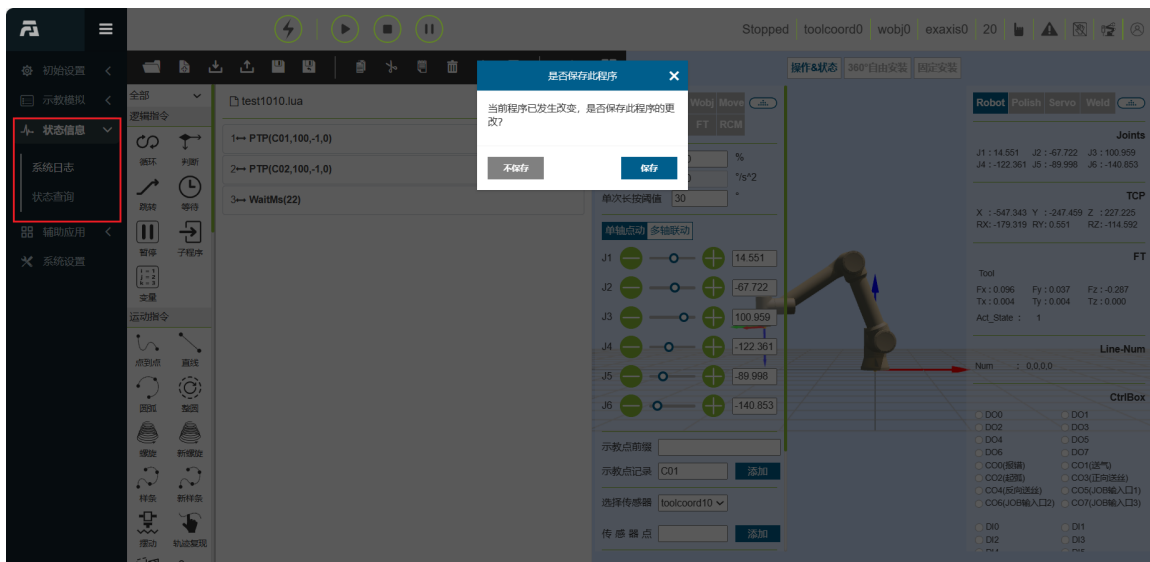 Stopped toolcoord0 wobj0 exaxis0 20
初始设置
示教模拟
状态信息
系统日志
状态查询
辅助应用
系统设置
全部
逻辑指令
循环 判断
跳转 等待
暂停 子程序
变量
运动指令
点到点 直线
圆弧 整圆
螺旋 新螺旋
样条 新样条
摆动 轨迹复现
test1010.lua
1 PTP(C01,100,-1,0)
2 PTP(C02,100,-1,0)
3 WaitMs(22)
是否保存此程序
当前程序已发生改变，是否保存此程序的更
改?
不保存 保存
操作&状态 360°自由安装 固定安装
Wobj Move
FT RCM
%
°/s^2
单次长按阈值 30 °
单轴点动 多轴联动
J1 14.551
J2 -67.722
J3 100.959
J4 -122.361
J5 -89.998
J6 -140.853
示教点前缀
示教点记录 C01 添加
选择传感器 toolcoord10
传感器点 添加
Robot Polish Servo Weld
Joints
J1 : 14.551 J2 : -67.722 J3 : 100.959
J4 : -122.361 J5 : -89.998 J6 : -140.853
TCP
X : -547.343 Y : -247.459 Z : 227.225
RX: -179.319 RY: 0.551 RZ: -114.592
FT
Tool
Fx : 0.096 Fy : 0.037 Fz : -0.287
Tx : 0.004 Ty : 0.004 Tz : 0.000
Act_State : 1
Line-Num
Num : 0,0,0,0
CtrlBox
DO0 DO1
DO2 DO3
DO4 DO5
DO6 DO7
CO0(焊接) CO1(送气)
CO2(起弧) CO3(正向送丝)
CO4(反向送丝) CO5(JOB输入口1)
CO6(JOB输入口2) CO7(JOB输入口3)
DI0 DI1
DI2 DI3